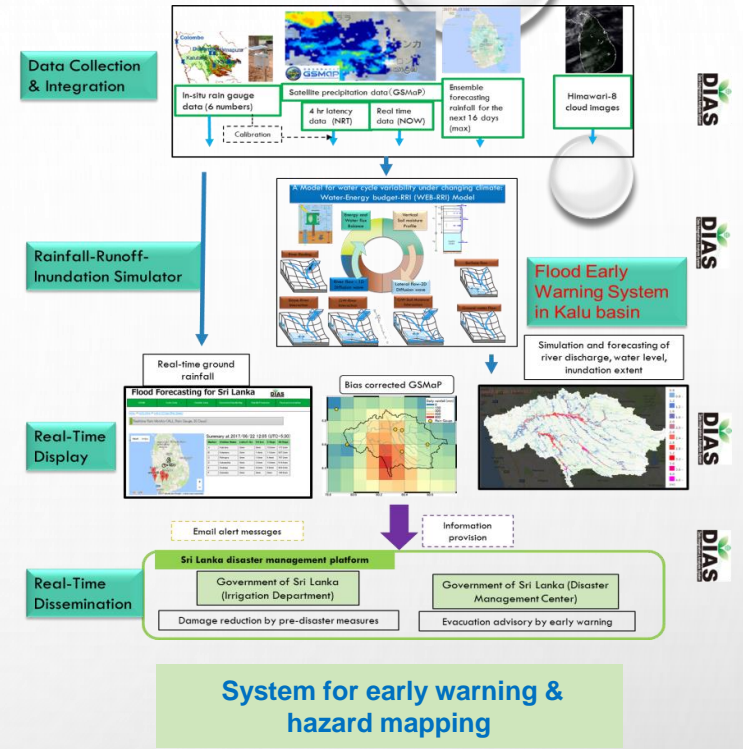 Data Collection
& Integration
Colombo
GSMaP
In-situ rain gauge
data (6 numbers)
Satellite precipitation data(GSMaP)
4 hr latency
data (NRT)
Real time
data (NOW)
Ensemble
forecasting
rainfall for the
next 16 days
(max)
Himawari-8
cloud images
Calibration
DIAS
A Model for water cycle variability under changing climate:
Water-Energy budget-RRI (WEB-RRI) Model
Energy and
Water flux
Balance
Vertical
Soil moisture
Profile
Lateral flow-2D
Diffusion wave
DIAS
Rainfall-Runoff-
Inundation Simulator
Flood Early
Warning System
in Kalu basin
Real-time ground
rainfall
Bias corrected GSMaP
Simulation and forecasting of
river discharge, water level,
inundation extent
Flood Forecasting for Sri Lanka
DIAS
Real-Time
Display
Email alert messages
Information
provision
DIAS
Sri Lanka disaster management platform
Real-Time
Dissemination
Government of Sri Lanka
(Irrigation Department)
Government of Sri Lanka (Disaster
Management Center)
Damage reduction by pre-disaster measures
Evacuation advisory by early warning
System for early warning &
hazard mapping